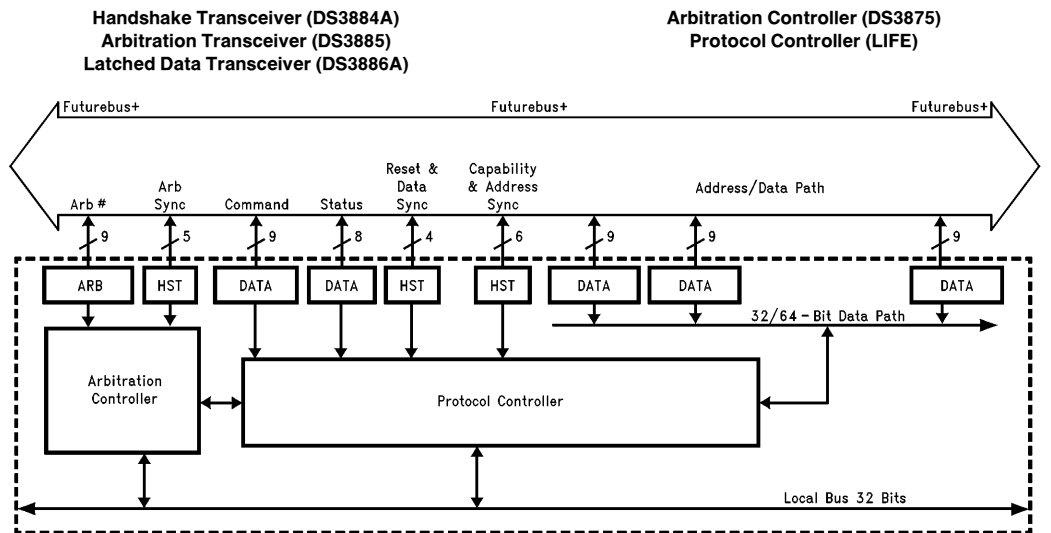 Handshake Transceiver (DS3884A)
Arbitration Transceiver (DS3885)
Latched Data Transceiver (DS3886A)
Arbitration Controller (DS3875)
Protocol Controller (LIFE)
Futurebus+ Futurebus+ Futurebus+
Arb #
Arb
Sync
Command
Status
Reset &
Data
Sync
Capability
& Address
Sync
Address/Data Path
9 5 9 8 4 6 9 9 9
ARB HST DATA DATA HST HST DATA DATA DATA
32/64-Bit Data Path
Arbitration
Controller
Protocol Controller
Local Bus 32 Bits